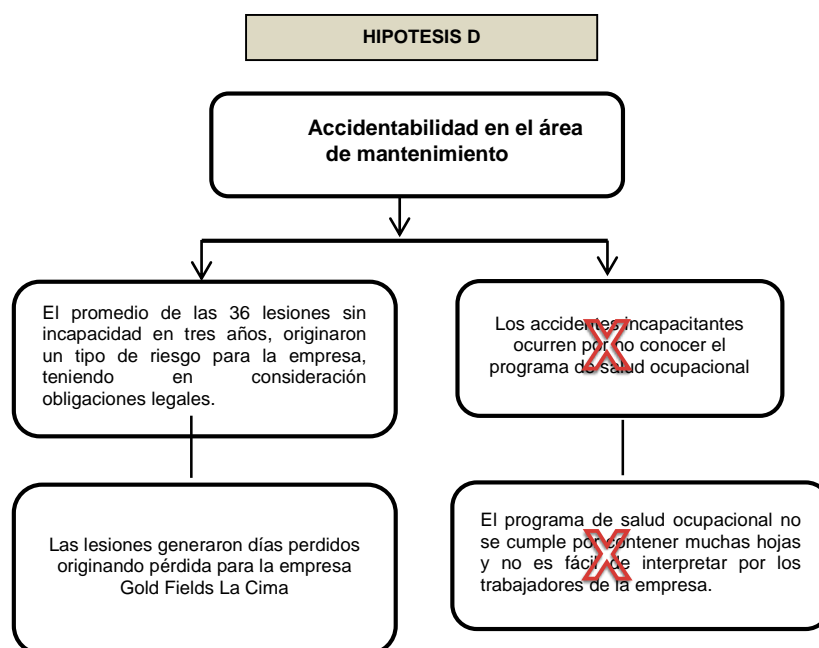 HIPOTESIS D
Accidentabilidad en el área
de mantenimiento
El promedio de las 36 lesiones sin
incapacidad en tres años, originaron
un tipo de riesgo para la empresa,
teniendo en consideración
obligaciones legales.
Los accidentes incapacitantes
ocurren por no conocer el
programa de salud ocupacional
X
Las lesiones generaron días perdidos
originando pérdida para la empresa
Gold Fields La Cima
El programa de salud ocupacional no
se cumple por contener muchas hojas
y no es fácil de interpretar por los
trabajadores de la empresa.
X